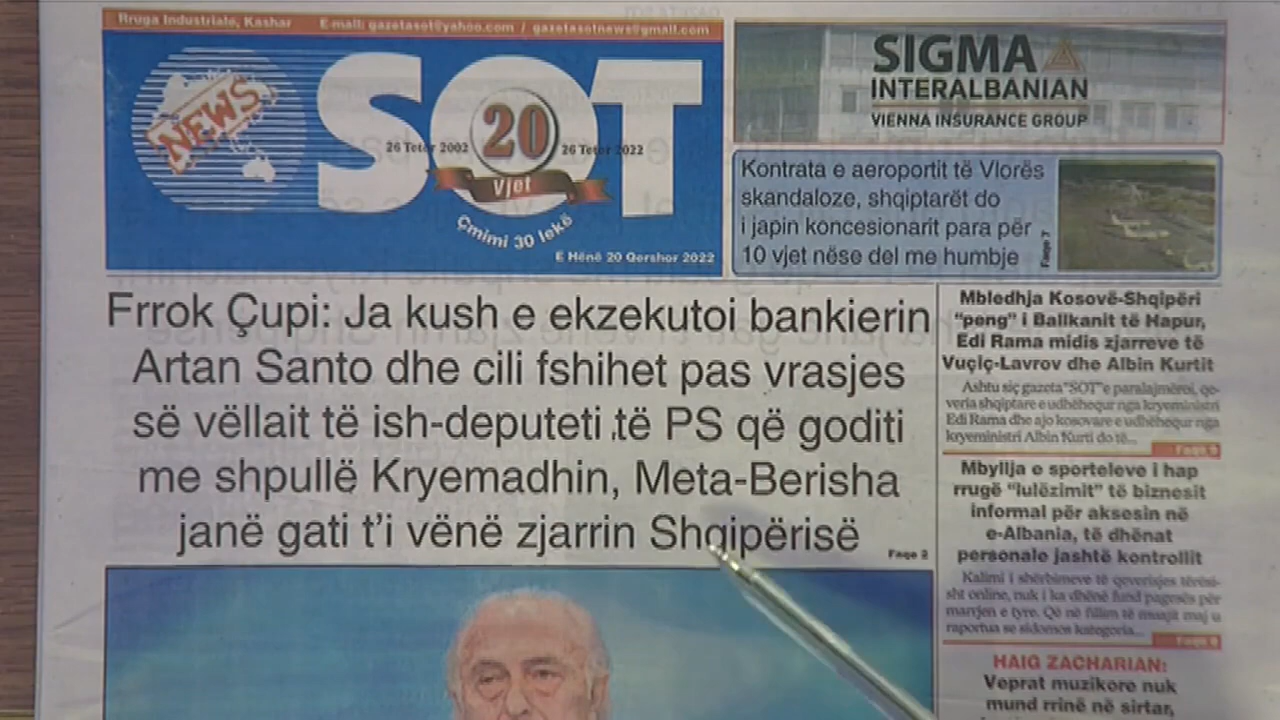 Rruga Industriale, Kashar E-mail: gazetasot@yahoo.com / gazetasotnews@gmail.com
NEWS
SOT
20
26 Tetor 2002
26 Tetor 2022
Vjet
Çmimi 30 lekë
E Hënë 20 Qershor 2022
SIGMA
INTERALBANIAN
VIENNA INSURANCE GROUP
Kontrata e aeroportit të Vlorës
skandaloze, shqiptarët do
i japin koncesionarit para për
10 vjet nëse del me humbje
Faqe 7
Frrok Çupi: Ja kush e ekzekutoi bankierin
Artan Santo dhe cili fshihet pas vrasjes
së vëllait të ish-deputeti të PS që goditi
me shpullë Kryemadhin, Meta-Berisha
janë gati t'i vënë zjarrin Shqipërisë
Faqe 2
Mbledhja Kosovë-Shqipëri
"peng" i Ballkanit të Hapur,
Edi Rama midis zjarreve të
Vuçiç-Lavrov dhe Albin Kurtit
Ashtu siç gazeta "SOT" e paralajmëroi, qe-
veria shqiptare e udhëhequr nga kryeministri
Edi Rama dhe ajo kosovare e udhëhequr nga
kryeministri Albin Kurti do të...
Mbyllja e sporteleve i hap
rrugë "lulëzimit" të biznesit
informal për aksesin në
e-Albania, të dhënat
personale jashtë kontrollit
Kalimi i shërbimeve të qeverisjes tërësi-
sht online, nuk i ka dhënë fund pagesës për
marrjen e tyre. Që në fillim të muajit maj u
raportua se sidomos kategoria...
HAIG ZACHARIAN:
Veprat muzikore nuk
mund rrinë në sirtar,